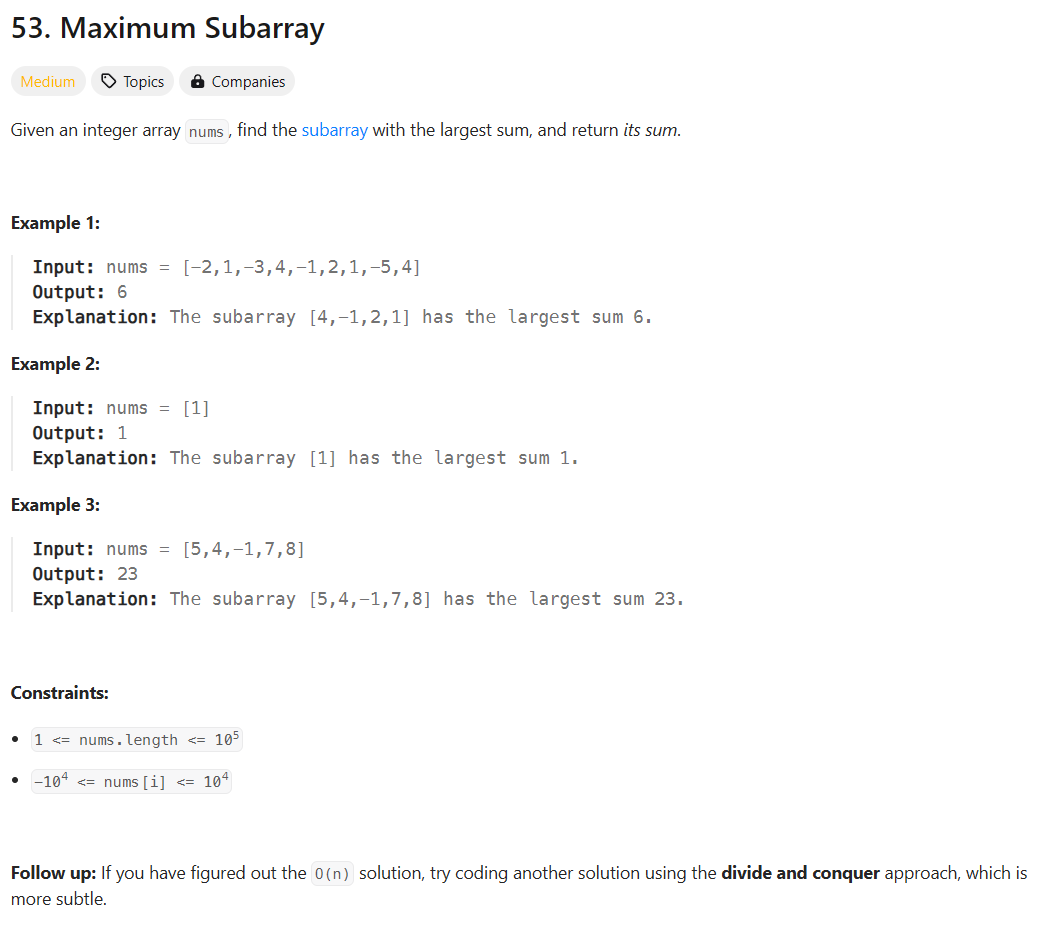 53. Maximum Subarray
Medium Topics Companies
Given an integer array nums, find the subarray with the largest sum, and return its sum.
Example 1:
Input: nums = [-2,1,-3,4,-1,2,1,-5,4]
Output: 6
Explanation: The subarray [4,-1,2,1] has the largest sum 6.
Example 2:
Input: nums = [1]
Output: 1
Explanation: The subarray [1] has the largest sum 1.
Example 3:
Input: nums = [5,4,-1,7,8]
Output: 23
Explanation: The subarray [5,4,-1,7,8] has the largest sum 23.
Constraints:
• 1 <= nums.length <= 10⁵
• -10⁴ <= nums[i] <= 10⁴
Follow up: If you have figured out the O(n) solution, try coding another solution using the divide and conquer approach, which is
more subtle.